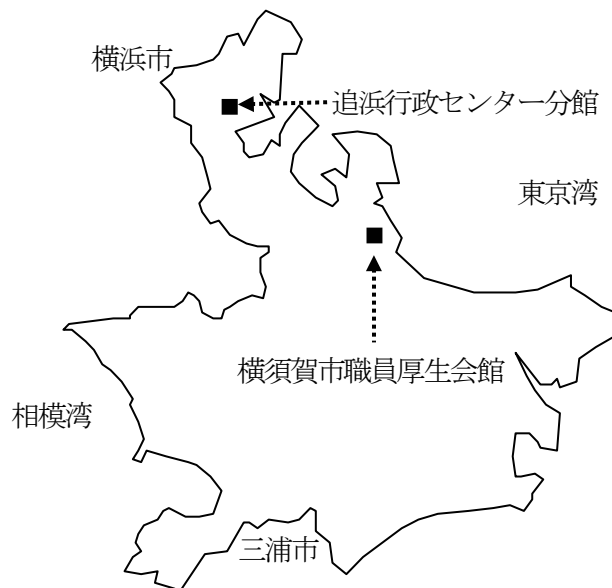 横浜市
追浜行政センター分館
東京湾
横須賀市職員厚生会館
相模湾
三浦市